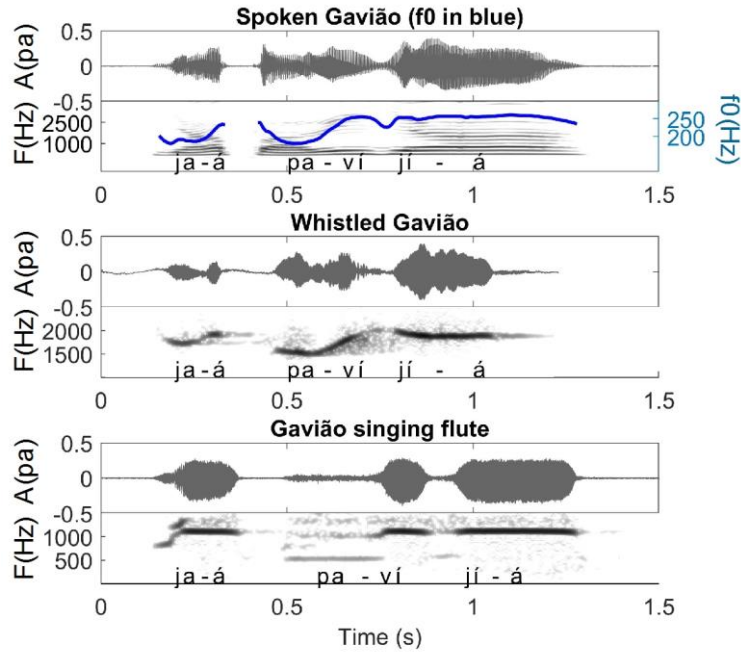 Spoken Gavião (f0 in blue)
A(pa)
0.5
0
-0.5
F(Hz)
2500
1000
250
200
f0(Hz)
ja-á pa-ví jí - á
0 0.5 1 1.5
Whistled Gavião
A(pa)
0.5
0
-0.5
F(Hz)
2000
1500
ja-á pa-ví jí - á
0 0.5 1 1.5
Gavião singing flute
A(pa)
0.5
0
-0.5
F(Hz)
1000
500
ja-á pa - ví jí - á
0 0.5 1 1.5
Time (s)